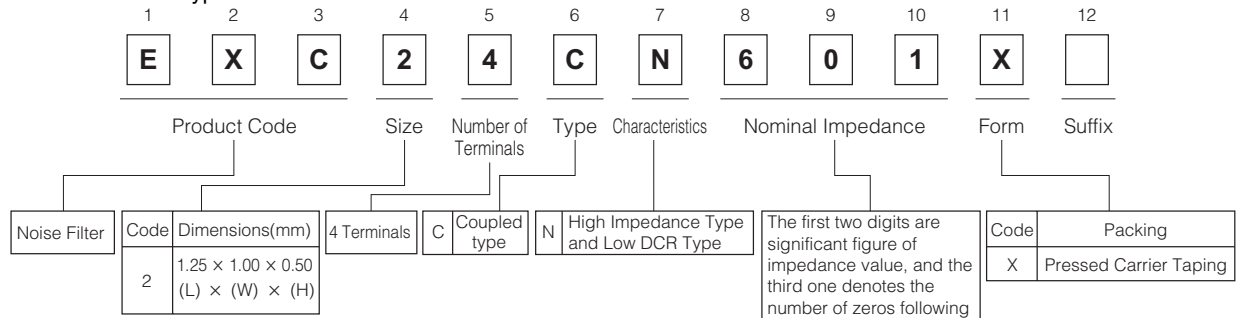 1 2 3 4 5 6 7 8 9 10 11 12
E X C 2 4 C N 6 0 1 X
Product Code Size Number of Terminals Type Characteristics Nominal Impedance Form Suffix
Noise Filter
Code Dimensions(mm)
2 1.25 × 1.00 × 0.50
(L) × (W) × (H)
4 Terminals
C Coupled type
N High Impedance Type
and Low DCR Type
The first two digits are
significant figure of
impedance value, and the
third one denotes the
number of zeros following
Code Packing
X Pressed Carrier Taping